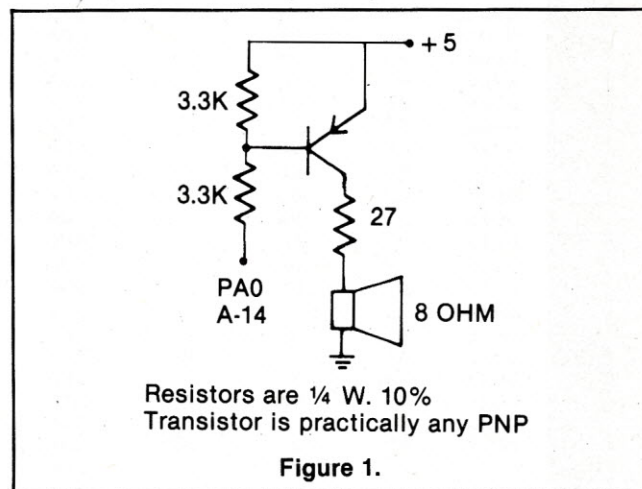 +5
3.3K
3.3K
27
PA0
A-14
8 OHM
Resistors are ¼ W. 10%
Transistor is practically any PNP
Figure 1.